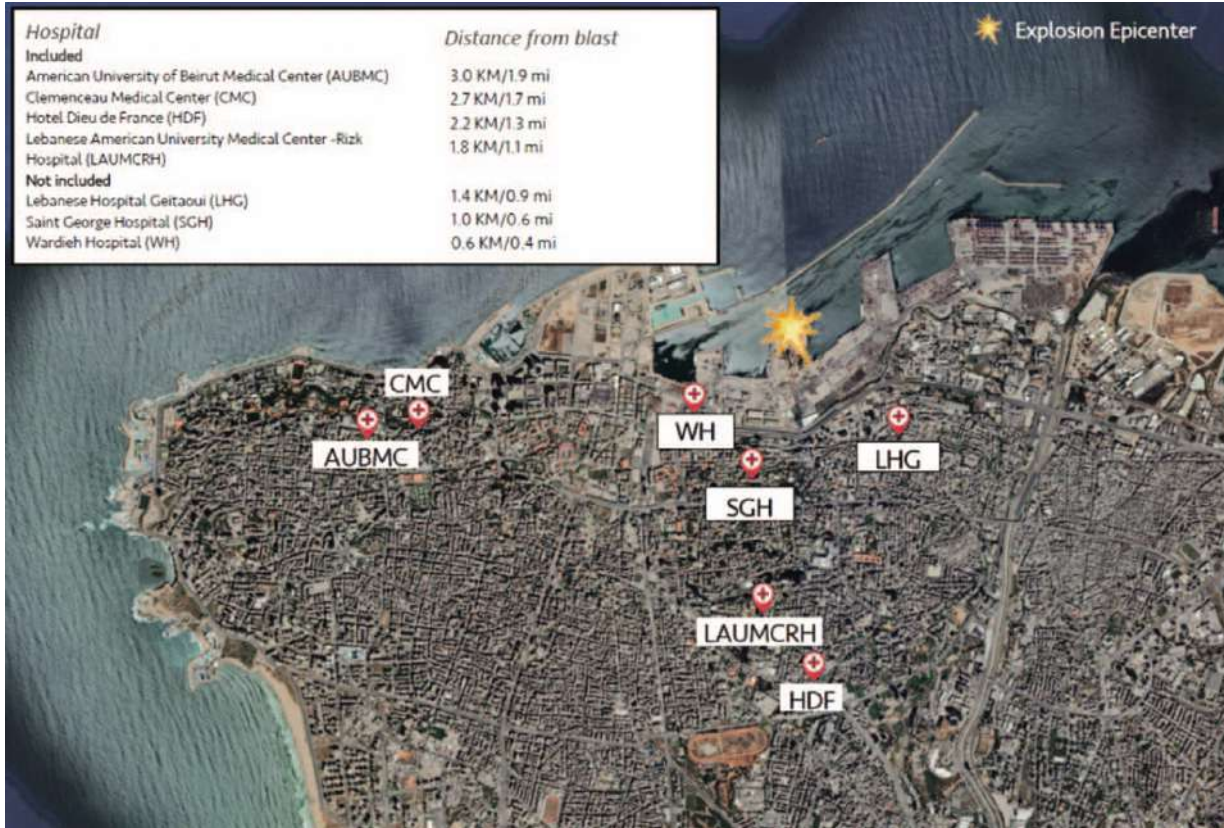 Hospital Distance from blast
Included
American University of Beirut Medical Center (AUBMC) 3.0 KM/1.9 mi
Clemenceau Medical Center (CMC) 2.7 KM/1.7 mi
Hotel Dieu de France (HDF) 2.2 KM/1.3 mi
Lebanese American University Medical Center -Rizk 1.8 KM/1.1 mi
Hospital (LAUMCRH)
Not included
Lebanese Hospital Geitaoui (LHG) 1.4 KM/0.9 mi
Saint George Hospital (SGH) 1.0 KM/0.6 mi
Wardieh Hospital (WH) 0.6 KM/0.4 mi
Explosion Epicenter
CMC
AUBMC
WH
LHG
SGH
LAUMCRH
HDF